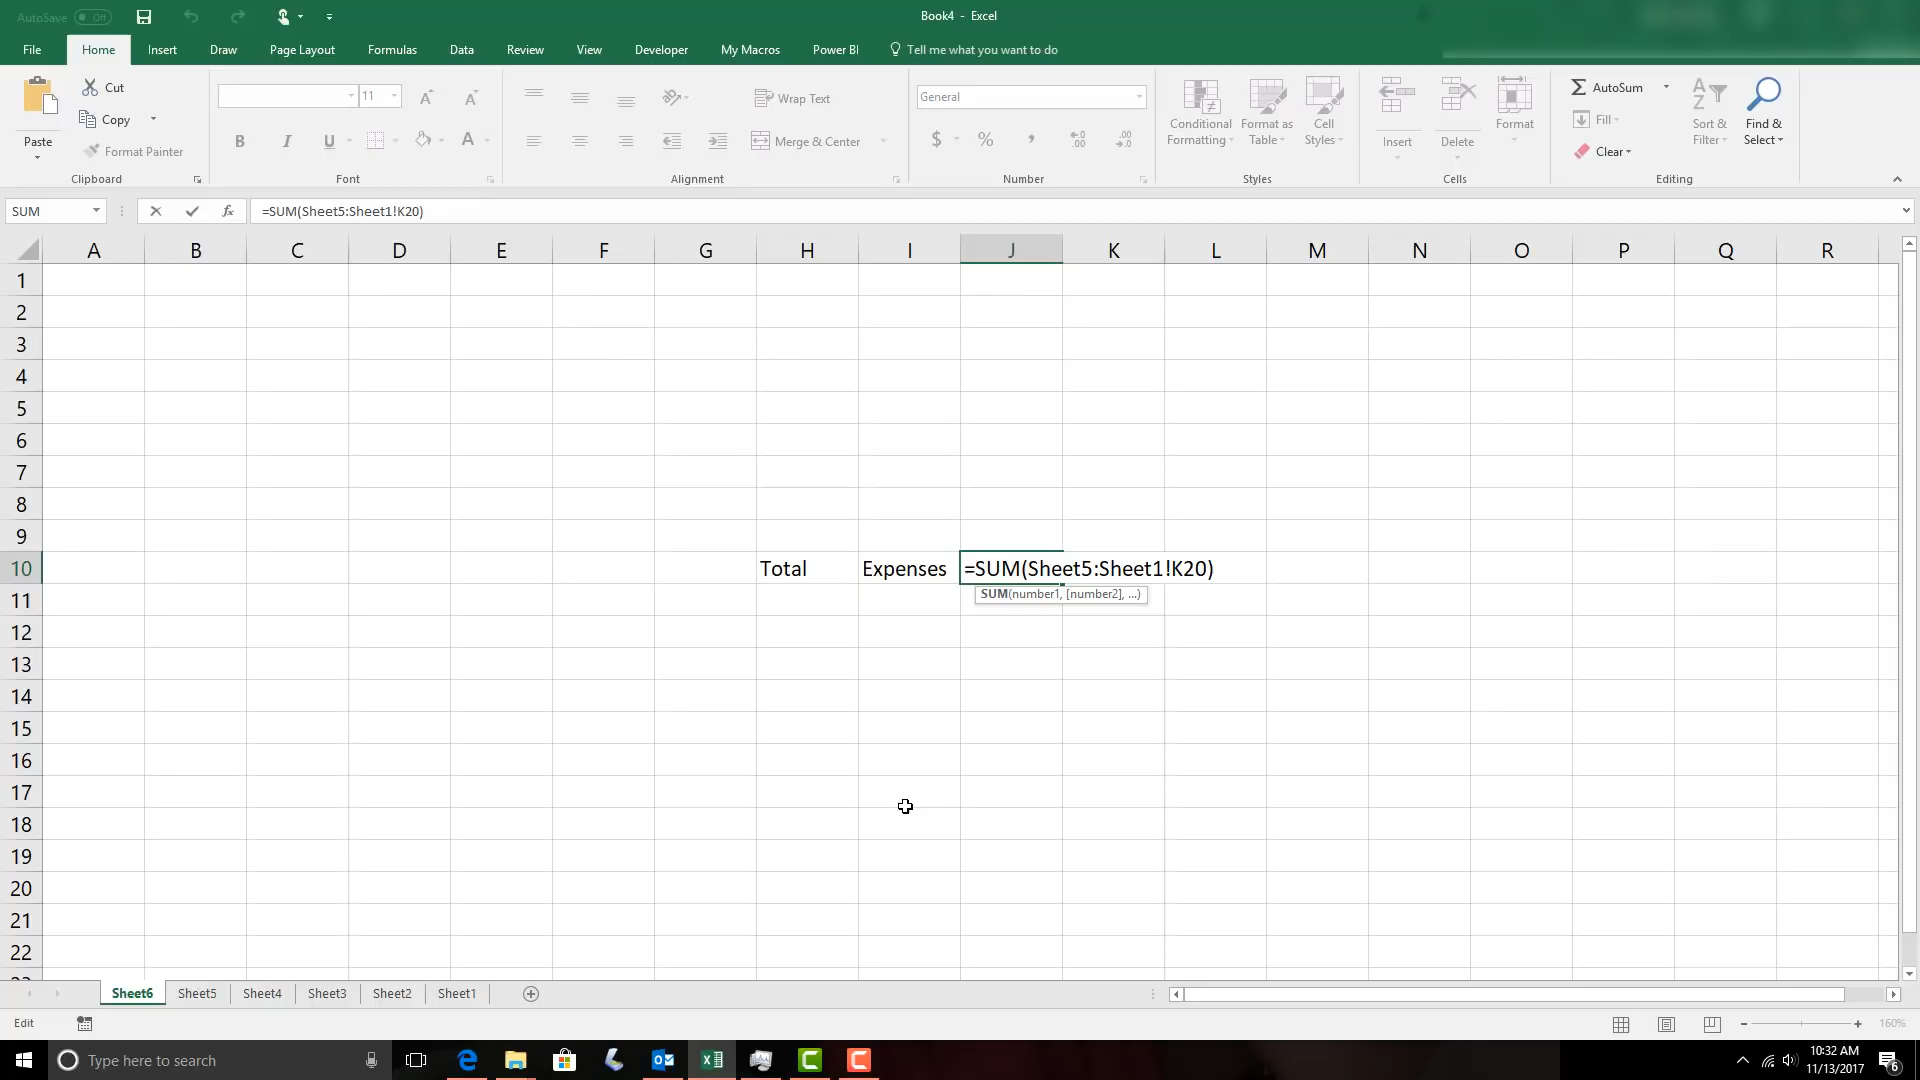 AutoSave Off
Book4 - Excel
File Home Insert Draw Page Layout Formulas Data Review View Developer My Macros Power BI Tell me what you want to do
Paste
Cut
Copy
Format Painter
Clipboard
11
B I U
Font
Wrap Text
Merge & Center
Alignment
General
$ % ,
Number
Conditional Formatting
Format as Table
Cell Styles
Styles
Insert
Delete
Format
Cells
AutoSum
Fill
Clear
Sort & Filter
Find & Select
Editing
SUM
fx
=SUM(Sheet5:Sheet1!K20)
A B C D E F G H I J K L M N O P Q R
1
2
3
4
5
6
7
8
9
10 Total Expenses =SUM(Sheet5:Sheet1!K20)
SUM(number1, [number2], ...)
11
12
13
14
15
16
17
18
19
20
21
22
Sheet6 Sheet5 Sheet4 Sheet3 Sheet2 Sheet1
Edit
160%
Type here to search
10:32 AM
11/13/2017
6